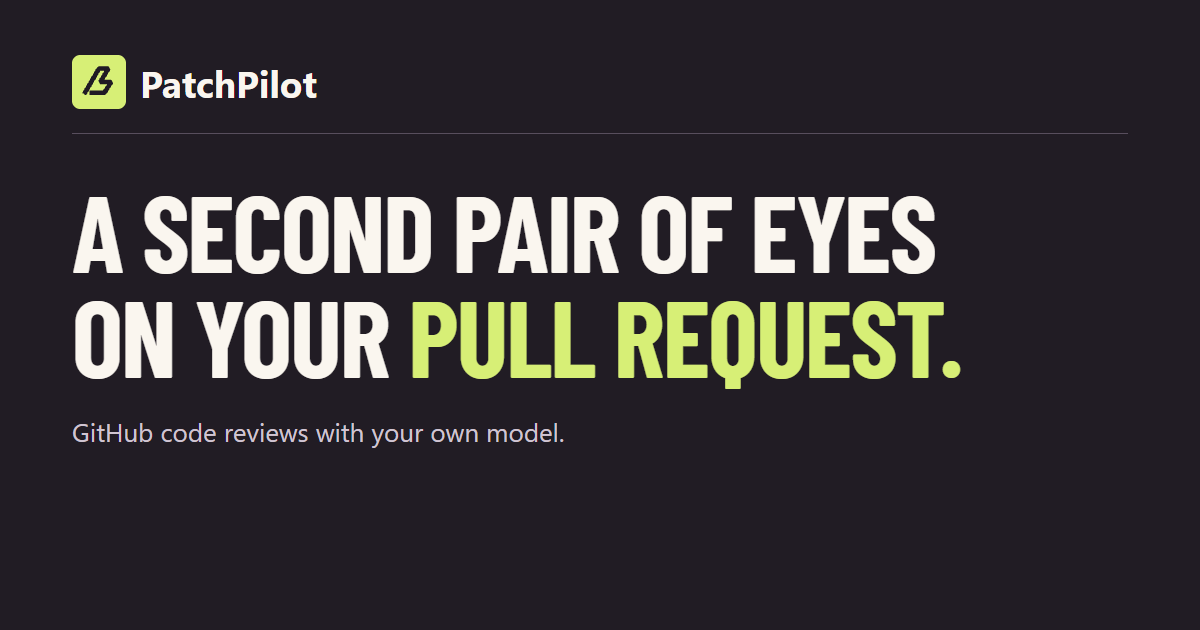 PatchPilot
A SECOND PAIR OF EYES
ON YOUR PULL REQUEST.
GitHub code reviews with your own model.